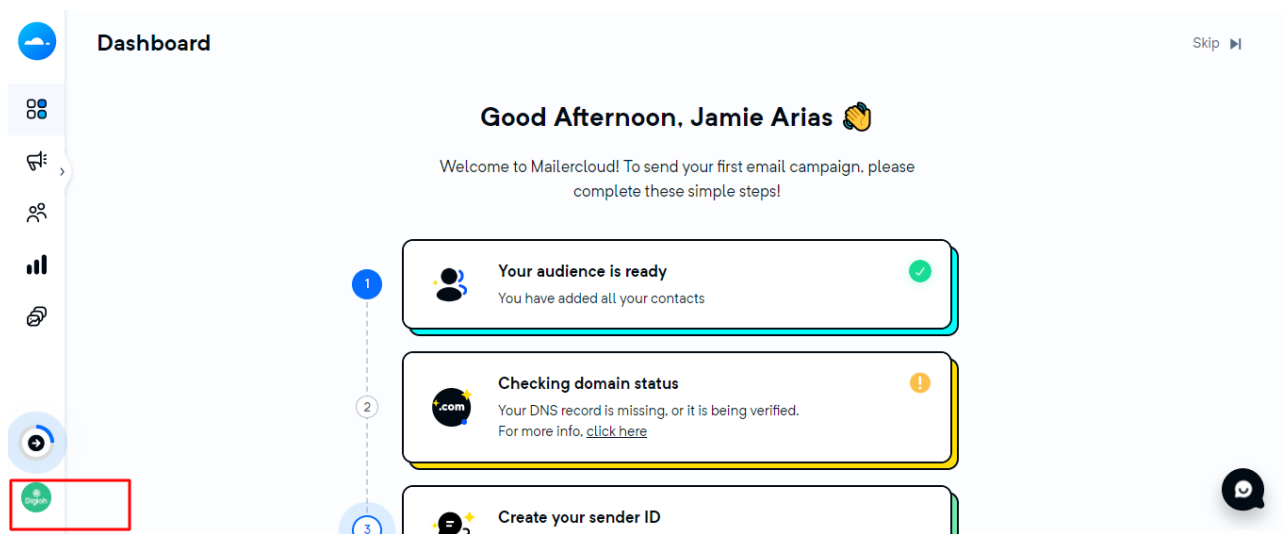 Dashboard
Skip
Good Afternoon, Jamie Arias
Welcome to Mailercloud! To send your first email campaign, please
complete these simple steps!
1
Your audience is ready
You have added all your contacts
2
.com
Checking domain status
Your DNS record is missing, or it is being verified.
For more info, click here
3
Create your sender ID
Digioh